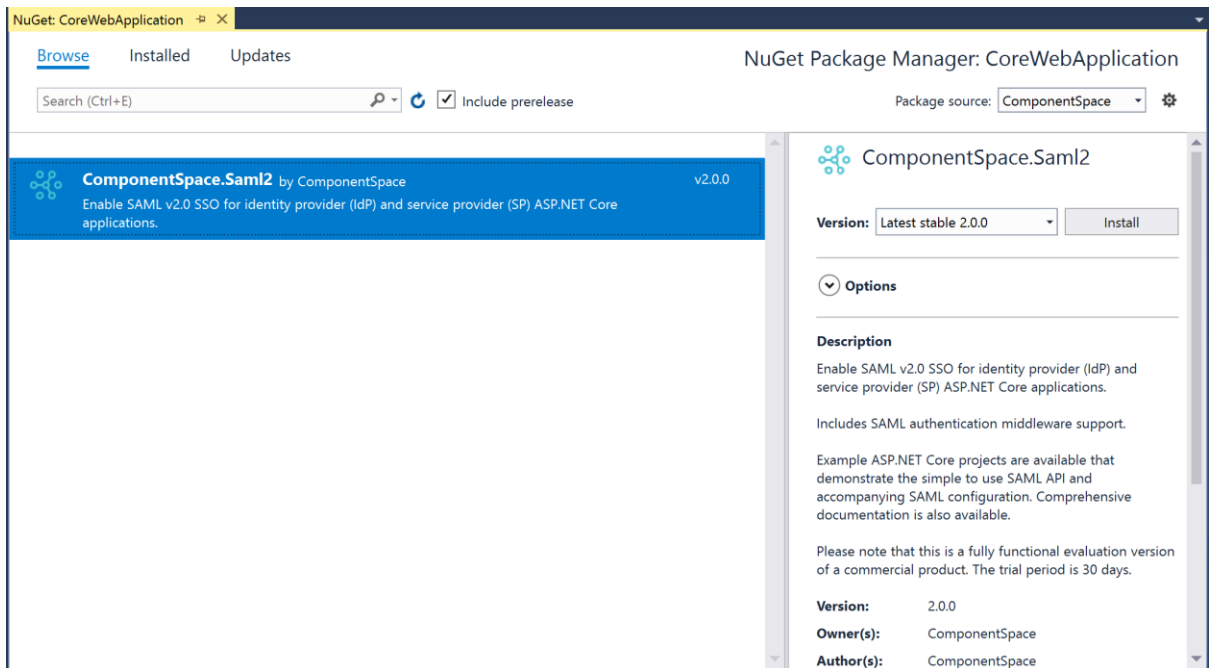 NuGet: CoreWebApplication
Browse Installed Updates
NuGet Package Manager: CoreWebApplication
Search (Ctrl+E)
Include prerelease
Package source: ComponentSpace
ComponentSpace.Saml2 by ComponentSpace v2.0.0
Enable SAML v2.0 SSO for identity provider (IdP) and service provider (SP) ASP.NET Core
applications.
ComponentSpace.Saml2
Version: Latest stable 2.0.0 Install
Options
Description
Enable SAML v2.0 SSO for identity provider (IdP) and
service provider (SP) ASP.NET Core applications.
Includes SAML authentication middleware support.
Example ASP.NET Core projects are available that
demonstrate the simple to use SAML API and
accompanying SAML configuration. Comprehensive
documentation is also available.
Please note that this is a fully functional evaluation version
of a commercial product. The trial period is 30 days.
Version: 2.0.0
Owner(s): ComponentSpace
Author(s): ComponentSpace